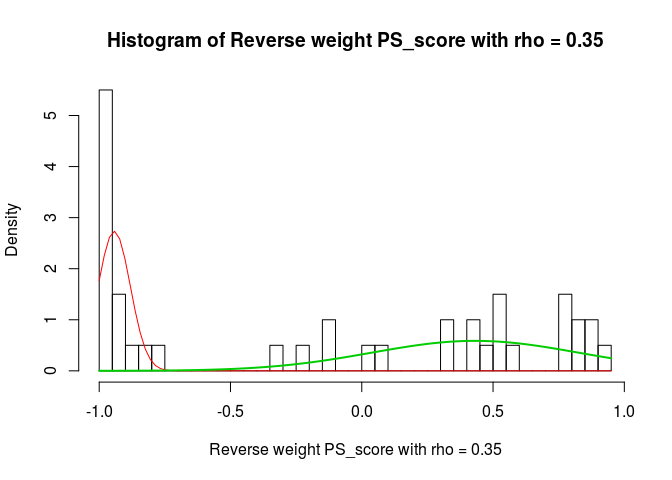 Histogram of Reverse weight PS_score with rho = 0.35
Density
5
4
3
2
1
0
-1.0 -0.5 0.0 0.5 1.0
Reverse weight PS_score with rho = 0.35